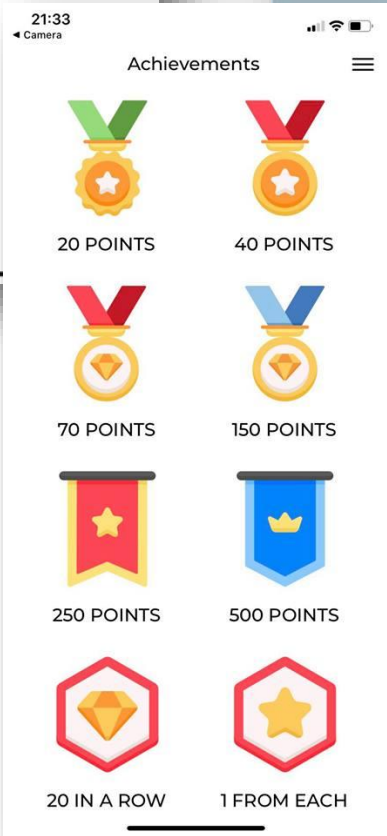 21:33
Camera
Achievements
20 POINTS
40 POINTS
70 POINTS
150 POINTS
250 POINTS
500 POINTS
20 IN A ROW
1 FROM EACH